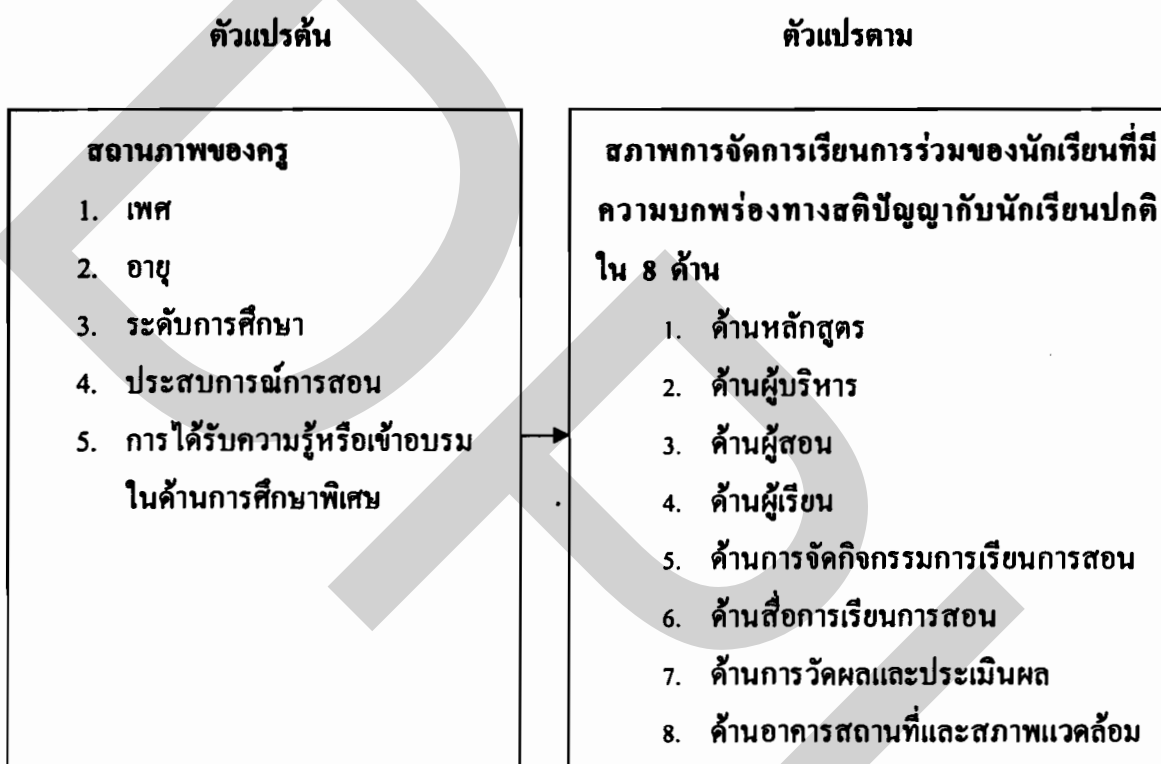 ตัวแปรต้น
ตัวแปรตาม
สถานภาพของครู
1. เพศ
2. อายุ
3. ระดับการศึกษา
4. ประสบการณ์การสอน
5. การได้รับความรู้หรือเข้าอบรม
ในด้านการศึกษาพิเศษ
สภาพการจัดการเรียนการร่วมของนักเรียนที่มี
ความบกพร่องทางสติปัญญากับนักเรียนปกติ
ใน 8 ด้าน
1. ด้านหลักสูตร
2. ด้านผู้บริหาร
3. ด้านผู้สอน
4. ด้านผู้เรียน
5. ด้านการจัดกิจกรรมการเรียนการสอน
6. ด้านสื่อการเรียนการสอน
7. ด้านการวัดผลและประเมินผล
8. ด้านอาคารสถานที่และสภาพแวดล้อม